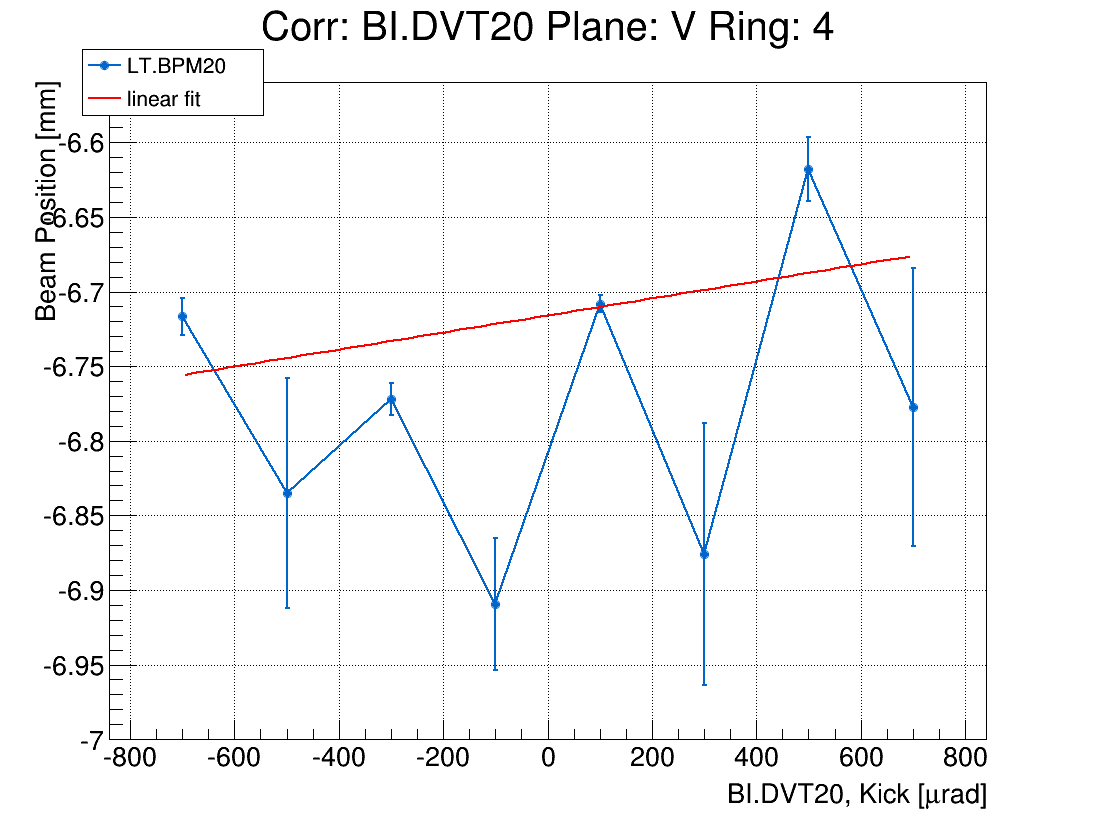 Corr: BI.DVT20 Plane: V Ring: 4
LT.BPM20
linear fit
Beam Position [mm]
-6.6
-6.65
-6.7
-6.75
-6.8
-6.85
-6.9
-6.95
-7
-800 -600 -400 -200 0 200 400 600 800
BI.DVT20, Kick [μrad]